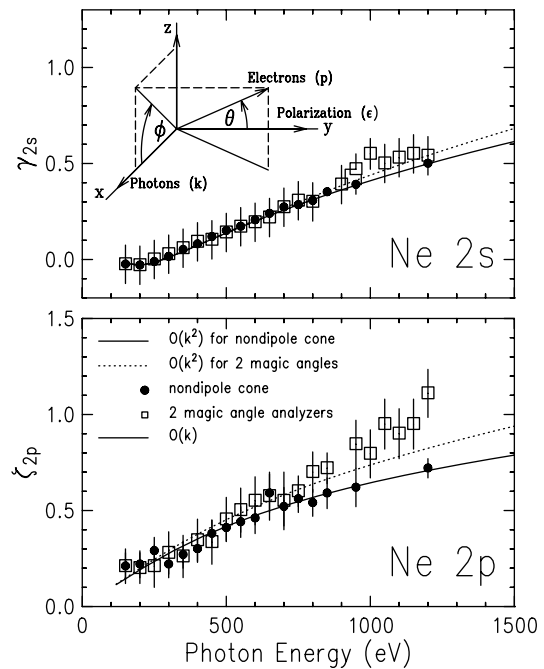 z
Electrons (p)
Polarization (ϵ)
ϕ
θ
y
x
Photons (k)
1.0
0.5
0.0
γ2s
Ne 2s
1.5
O(k²) for nondipole cone
O(k²) for 2 magic angles
nondipole cone
2 magic angle analyzers
O(k)
1.0
0.5
0.0
ζ2p
Ne 2p
0 500 1000 1500
Photon Energy (eV)